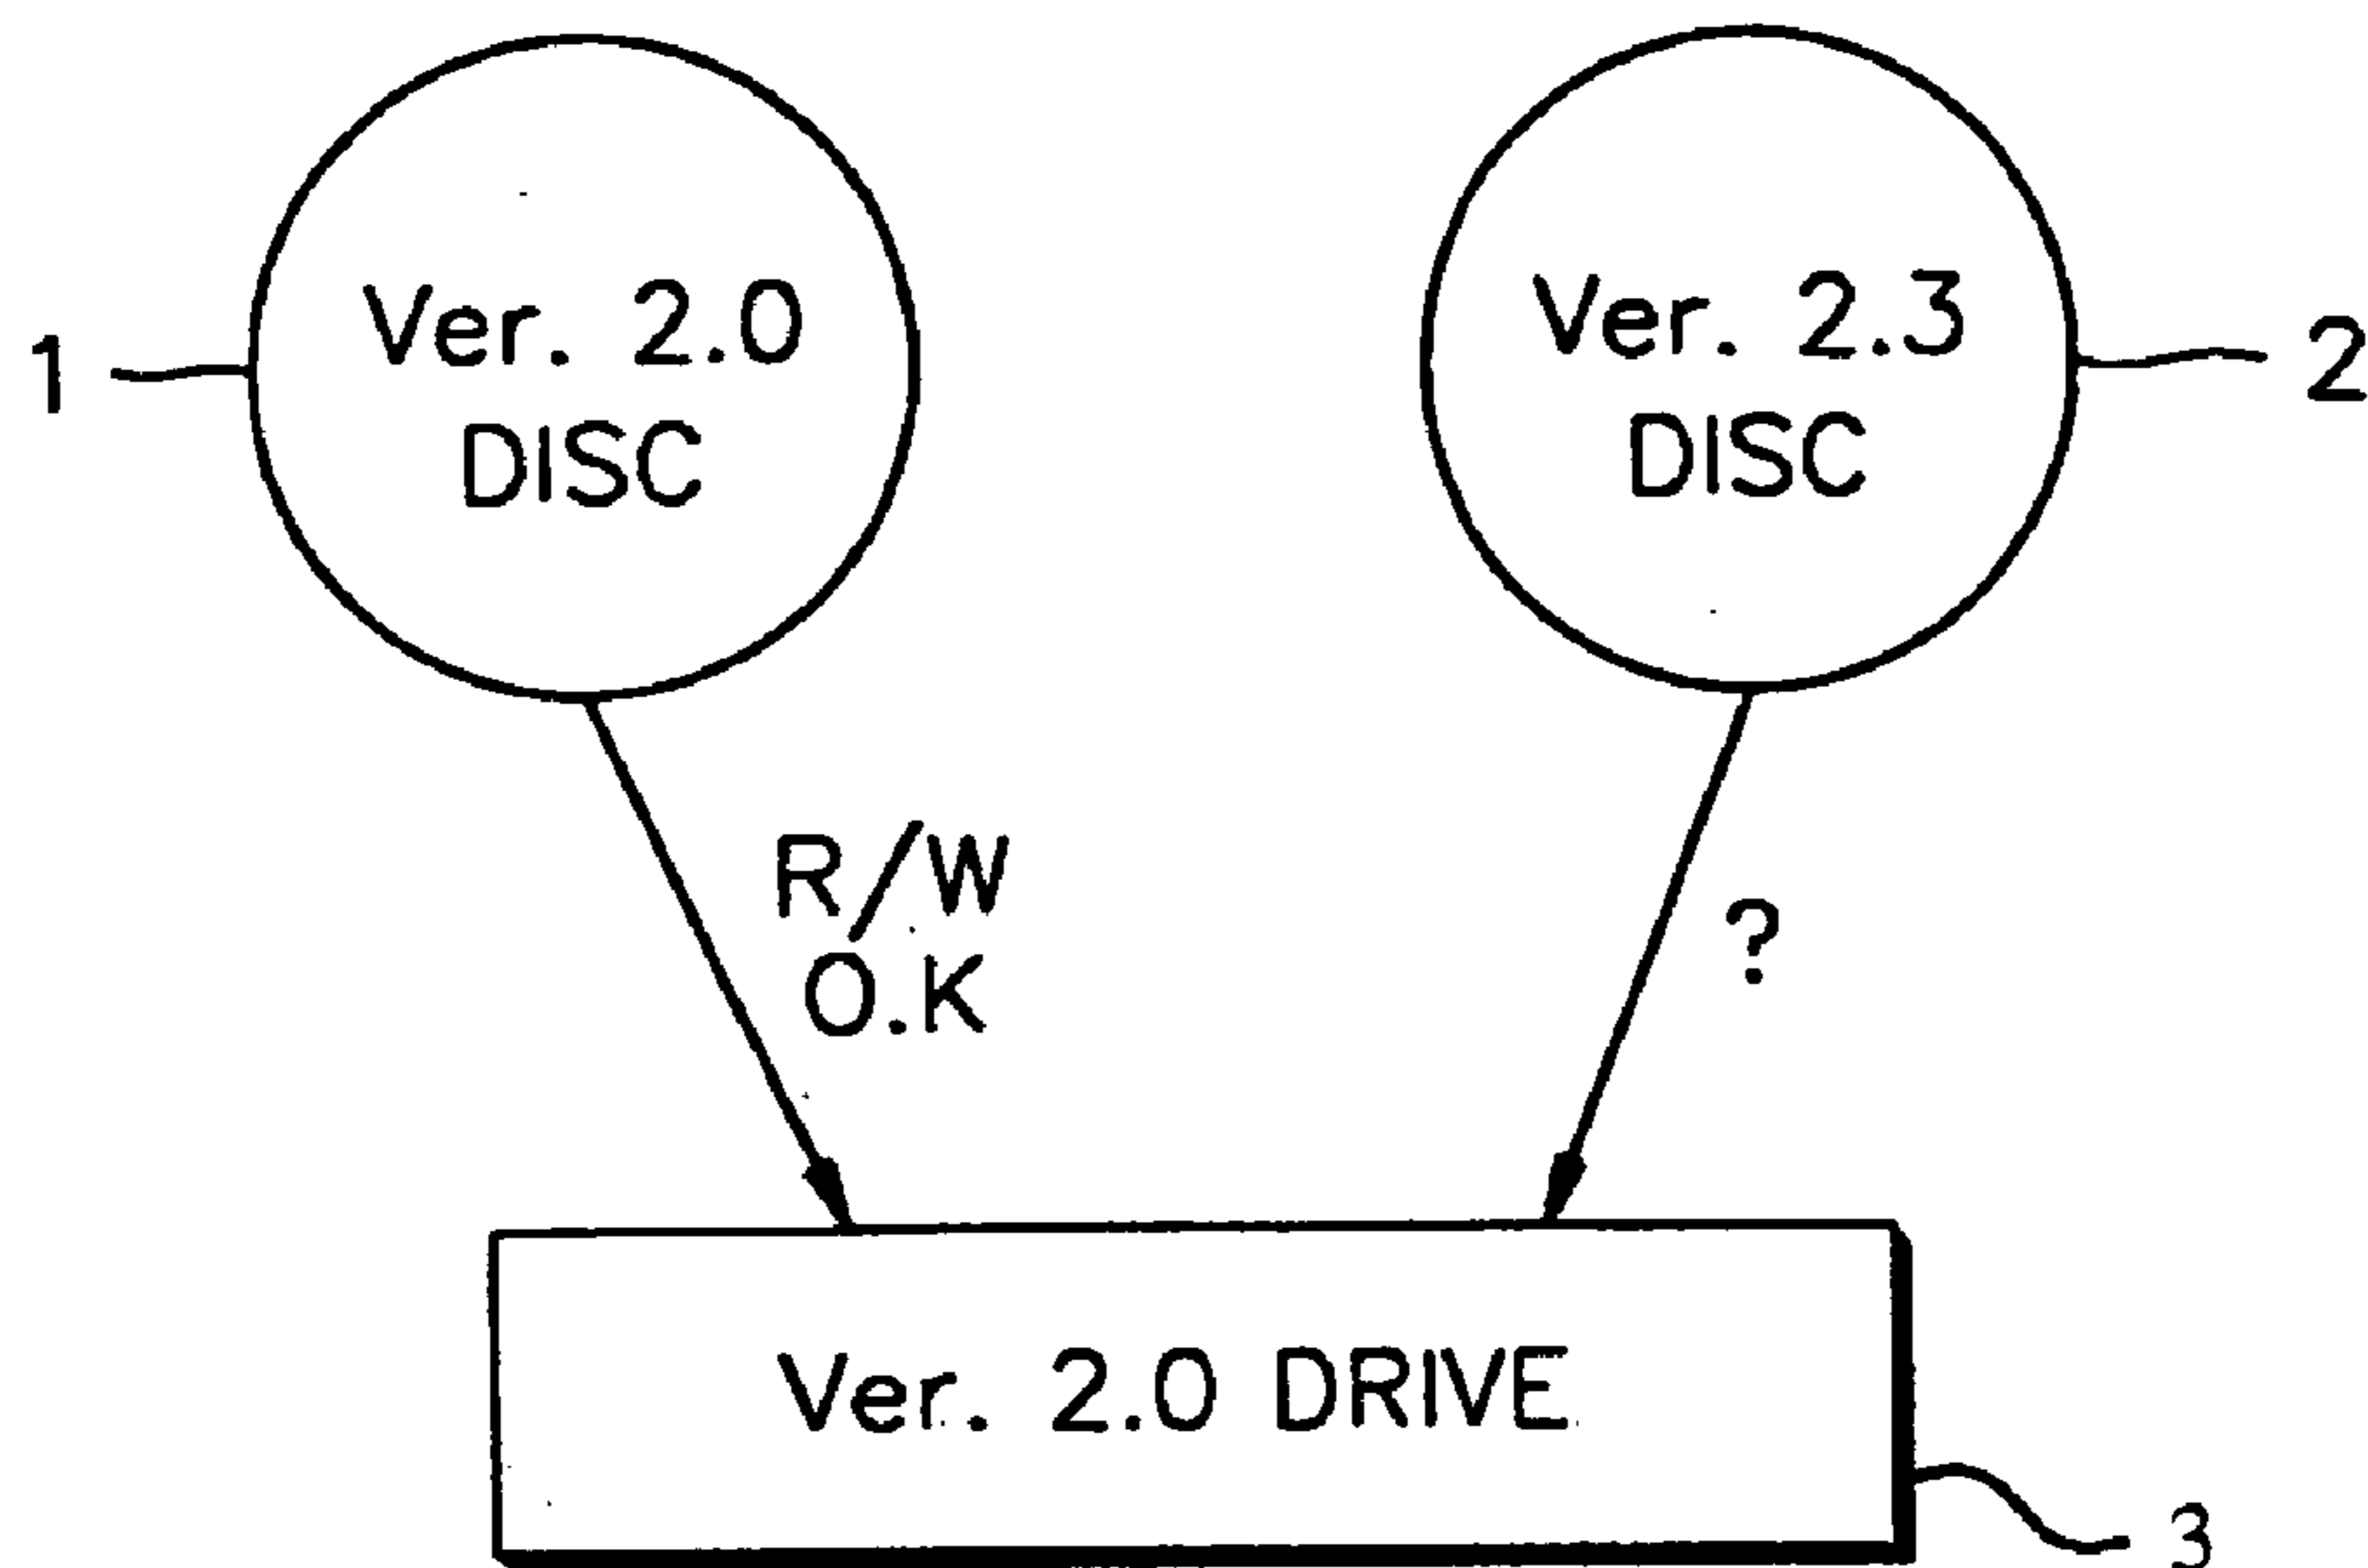 Ver. 2.0
DISC
1
Ver. 2.3
DISC
2
R/W
O.K
?
Ver. 2.0 DRIVE
3